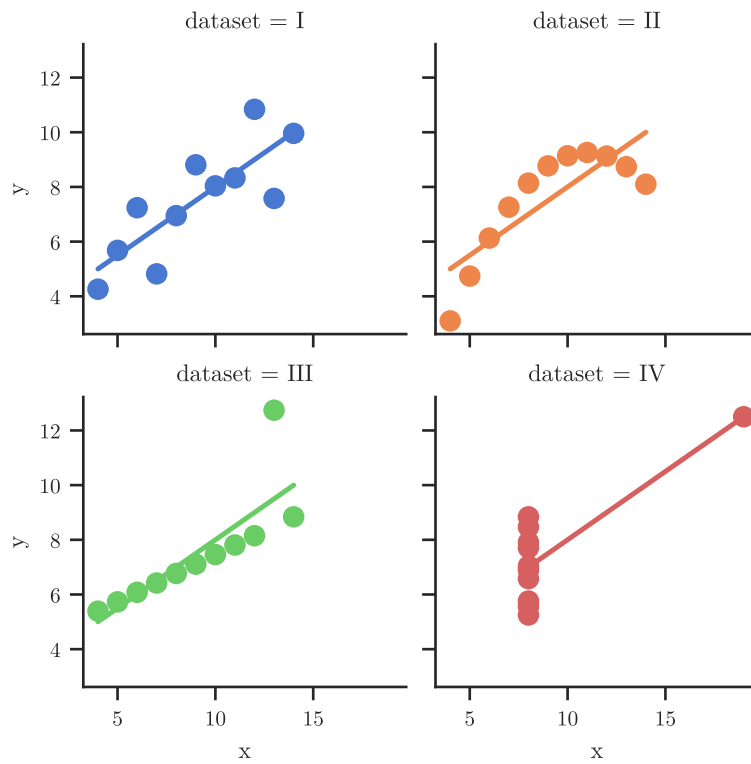 dataset = I
dataset = II
12
10
8
6
4
y
dataset = III
dataset = IV
12
10
8
6
4
y
5
10
15
5
10
15
x
x